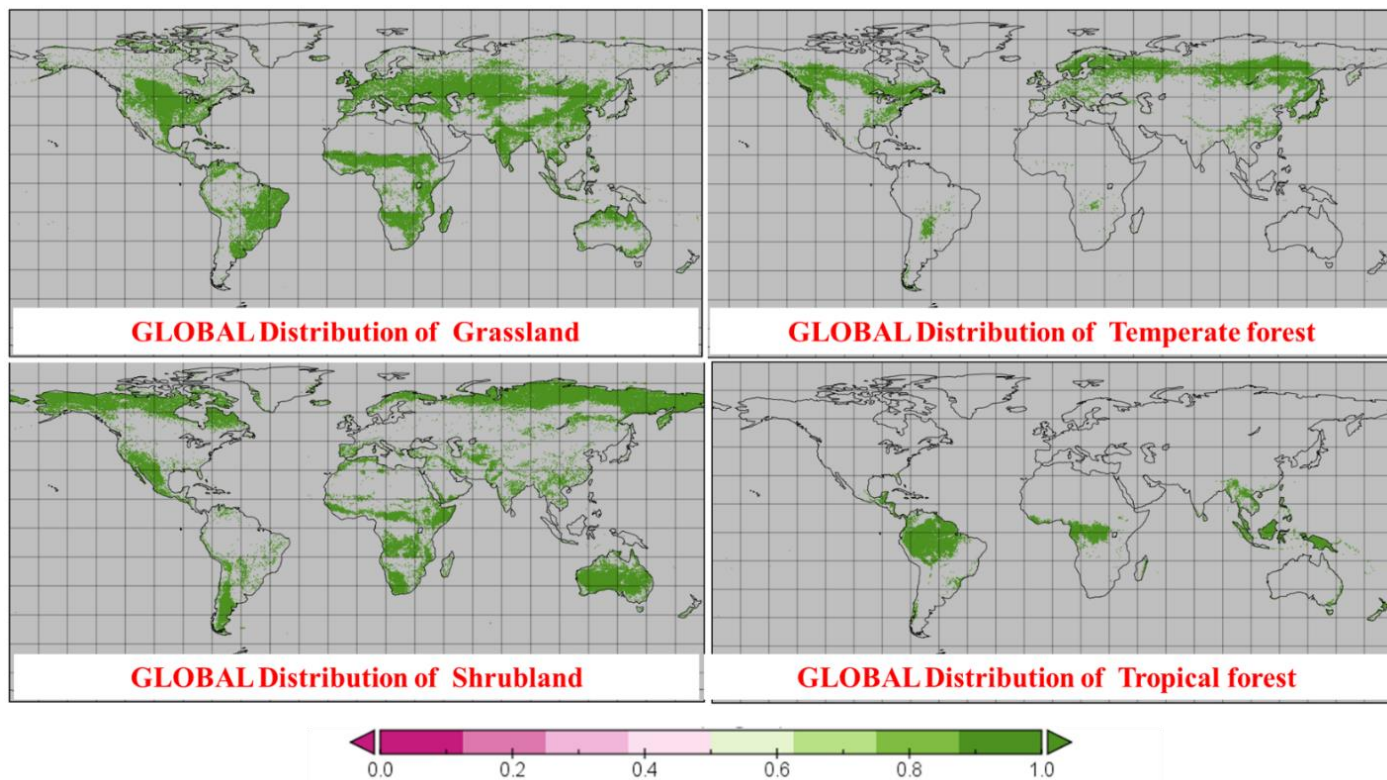 GLOBAL Distribution of Grassland
GLOBAL Distribution of Temperate forest
GLOBAL Distribution of Shrubland
GLOBAL Distribution of Tropical forest
0.0 0.2 0.4 0.6 0.8 1.0